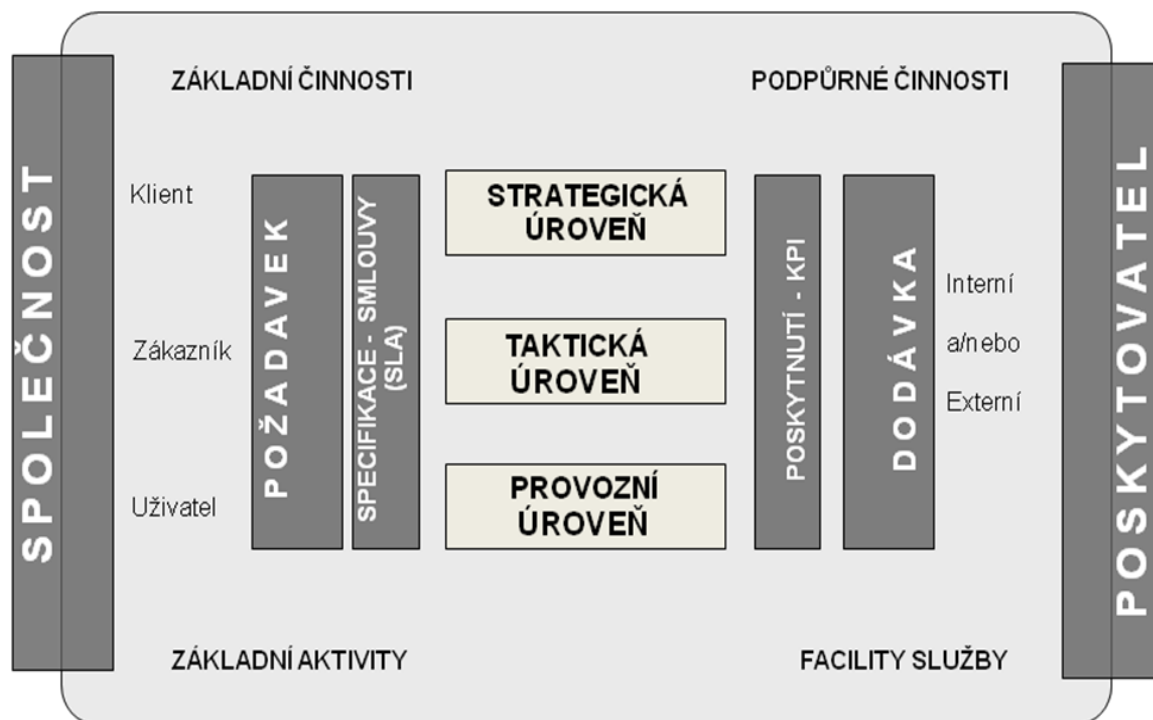 ZÁKLADNÍ ČINNOSTI
PODPŮRNÉ ČINNOSTI
SPOLEČNOST
Klient
Zákazník
Uživatel
POŽADAVEK
SPECIFIKACE - SMLOUVY
(SLA)
STRATEGICKÁ
ÚROVEŇ
TAKTICKÁ
ÚROVEŇ
PROVOZNÍ
ÚROVEŇ
POSKYTNUTÍ - KPI
DODÁVKA
Interní
a/nebo
Externí
POSKYTOVATEL
ZÁKLADNÍ AKTIVITY
FACILITY SLUŽBY